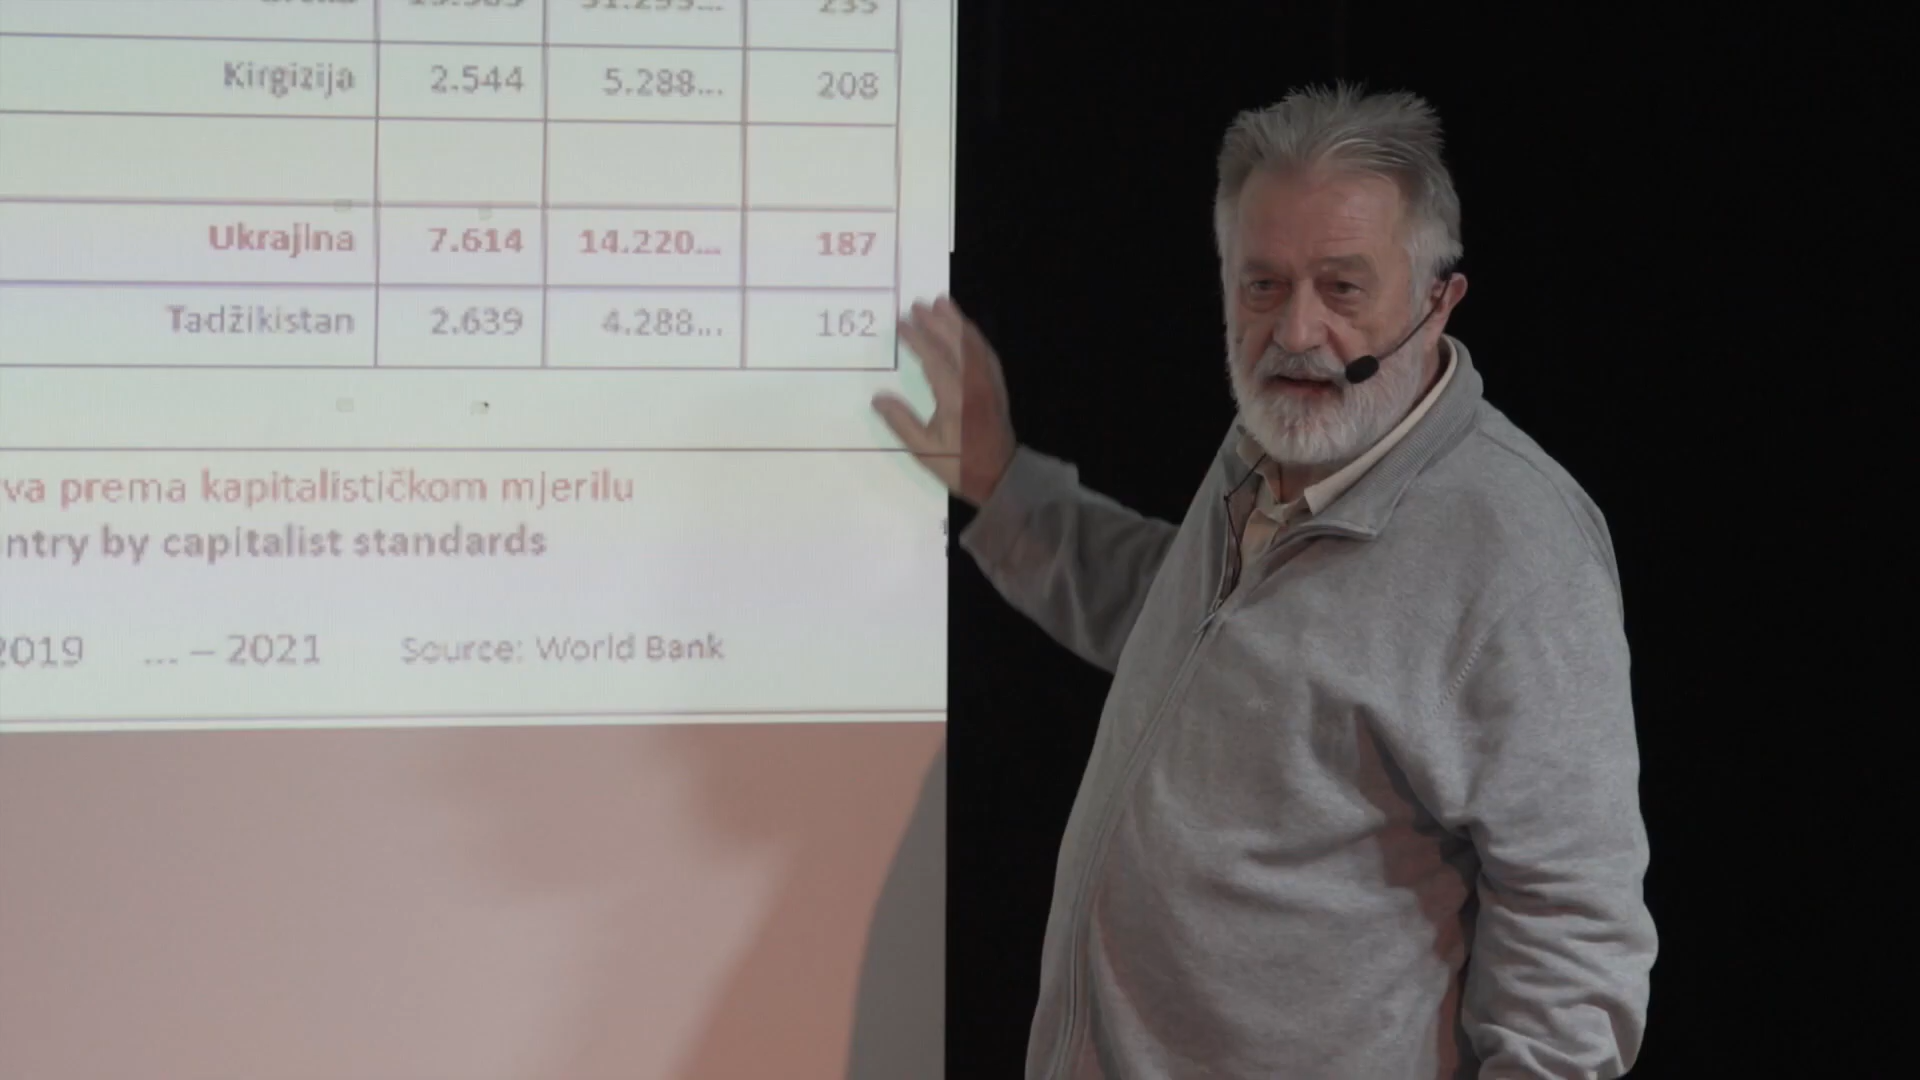 Kirgizija 2.544 5.288... 208
Ukrajina 7.614 14.220... 187
Tadžikistan 2.639 4.288... 162
va prema kapitalističkom mjerilu
ntry by capitalist standards
2019 ... – 2021 Source: World Bank